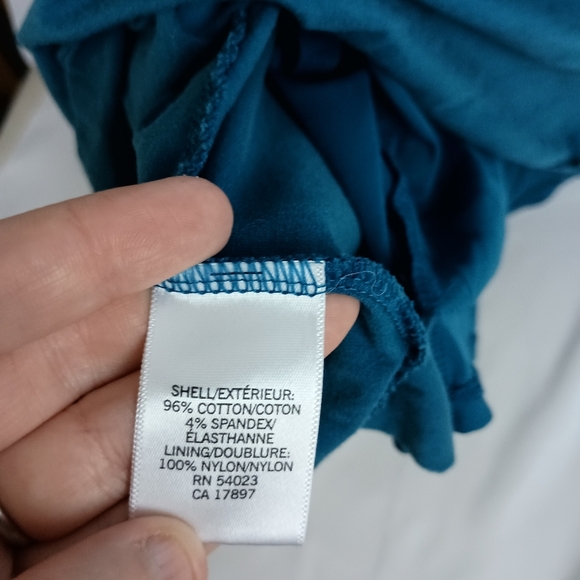 SHELL/EXTÉRIEUR:
96% COTTON/COTON
4% SPANDEX/
ÉLASTHANNE
LINING/DOUBLURE:
100% NYLON/NYLON
RN 54023
CA 17897